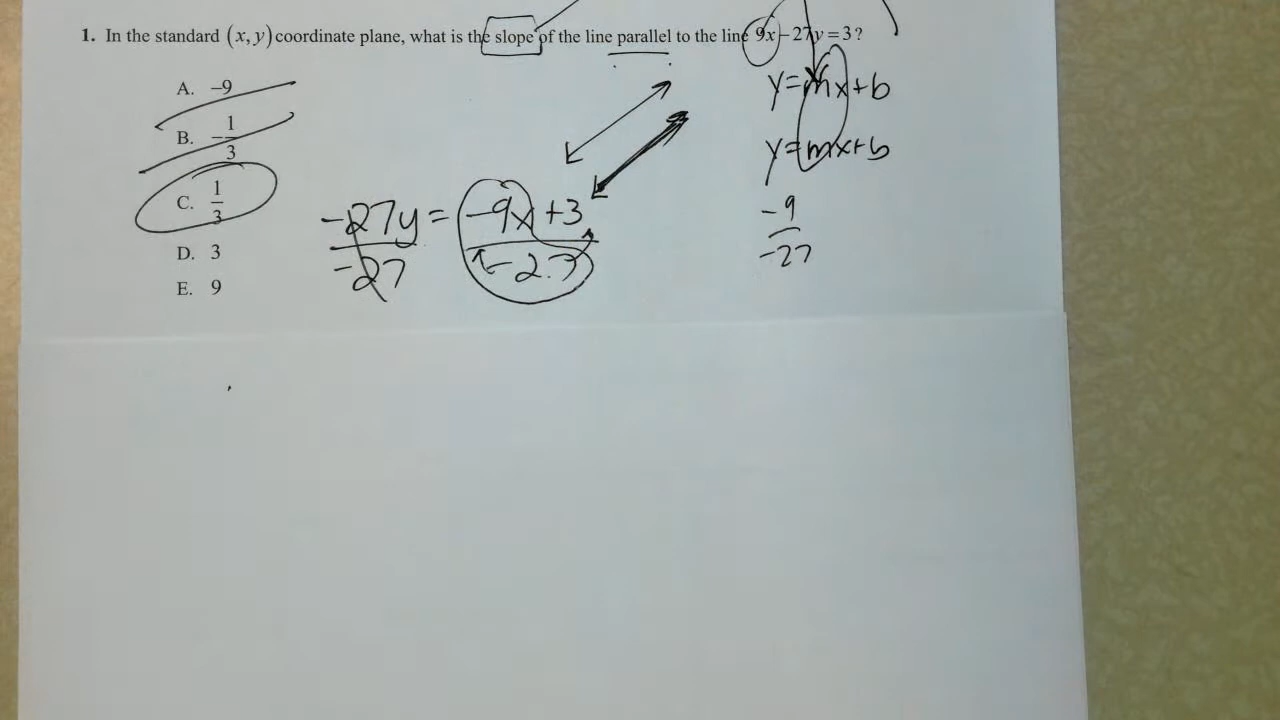 1. In the standard (x, y) coordinate plane, what is the slope of the line parallel to the line 9x − 27y = 3?
A. −9
B. −1/3
C. 1/3
D. 3
E. 9
y=mx+b
y=mx+b
−27y = −9x +3
−27 −27
−9
−27